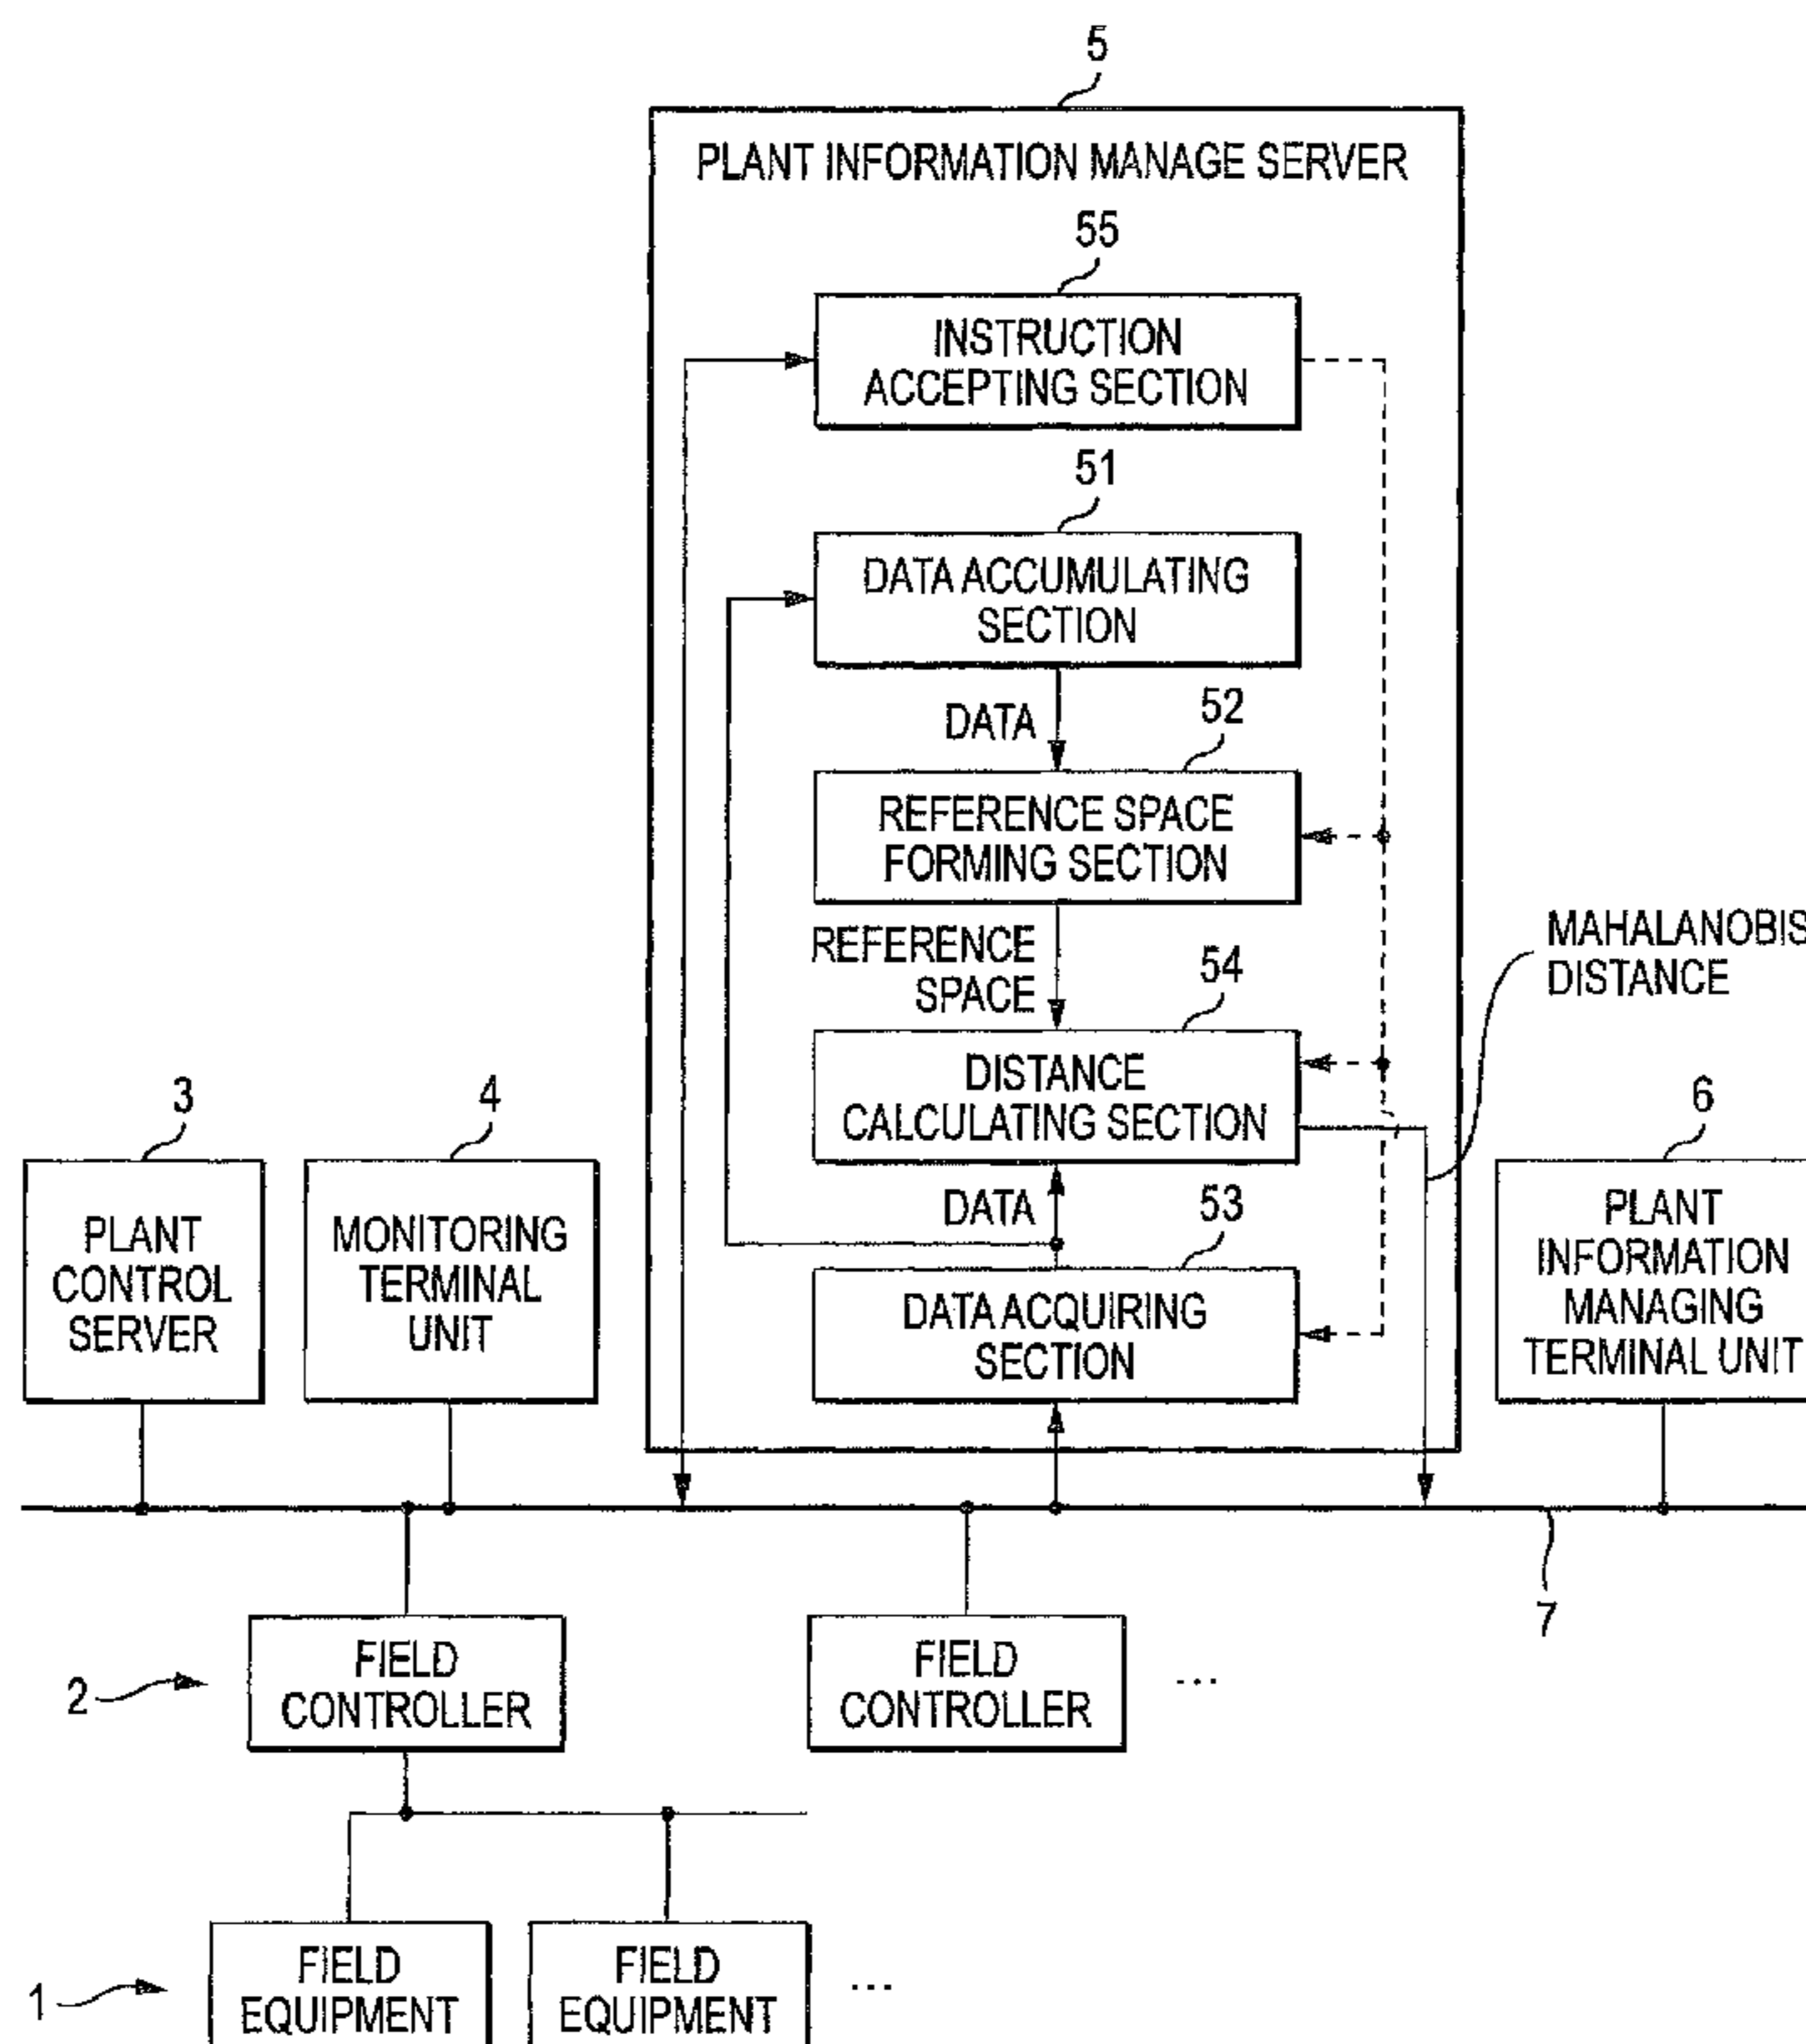 5
PLANT INFORMATION MANAGE SERVER
55
INSTRUCTION
ACCEPTING SECTION
51
DATA ACCUMULATING
SECTION
DATA
52
REFERENCE SPACE
FORMING SECTION
REFERENCE
SPACE
MAHALANOBIS
DISTANCE
54
DISTANCE
CALCULATING SECTION
3
PLANT
CONTROL
SERVER
4
MONITORING
TERMINAL
UNIT
DATA
53
DATA ACQUIRING
SECTION
6
PLANT
INFORMATION
MANAGING
TERMINAL UNIT
7
2
FIELD
CONTROLLER
FIELD
CONTROLLER
...
1
FIELD
EQUIPMENT
FIELD
EQUIPMENT
...